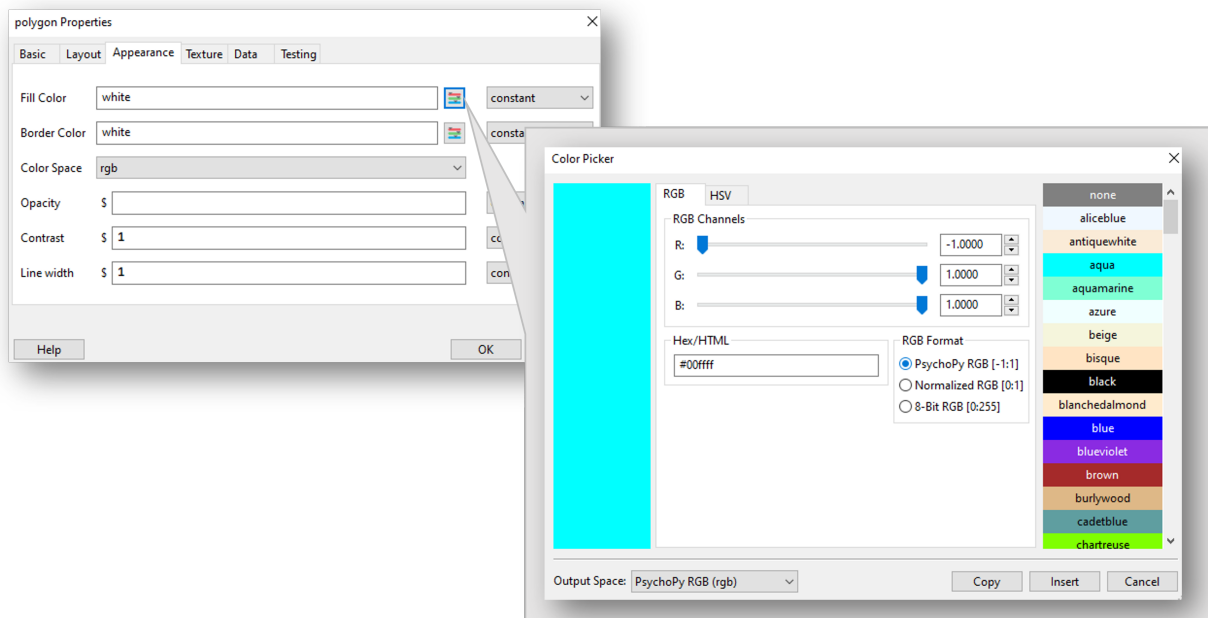 polygon Properties
Basic Layout Appearance Texture Data Testing
Fill Color white constant
Border Color white consta
Color Space rgb
Opacity $
Contrast $ 1 co
Line width $ 1 con
Help OK
Color Picker
RGB HSV
RGB Channels
R: -1.0000
G: 1.0000
B: 1.0000
Hex/HTML
#00ffff
RGB Format
PsychoPy RGB [-1:1]
Normalized RGB [0:1]
8-Bit RGB [0:255]
none
aliceblue
antiquewhite
aqua
aquamarine
azure
beige
bisque
black
blanchedalmond
blue
blueviolet
brown
burlywood
cadetblue
chartreuse
Output Space: PsychoPy RGB (rgb) Copy Insert Cancel